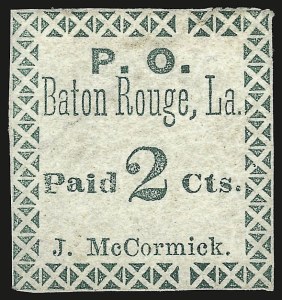 P. O.
Baton Rouge, La.
Paid 2 Cts.
J. McCormick.